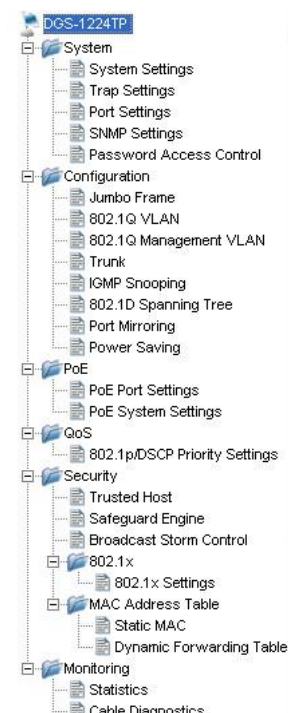 DGS-1224TP
System
System Settings
Trap Settings
Port Settings
SNMP Settings
Password Access Control
Configuration
Jumbo Frame
802.1Q VLAN
802.1Q Management VLAN
Trunk
IGMP Snooping
802.1D Spanning Tree
Port Mirroring
Power Saving
PoE
PoE Port Settings
PoE System Settings
QoS
802.1p/DSCP Priority Settings
Security
Trusted Host
Safeguard Engine
Broadcast Storm Control
802.1x
802.1x Settings
MAC Address Table
Static MAC
Dynamic Forwarding Table
Monitoring
Statistics
Cable Diagnostics